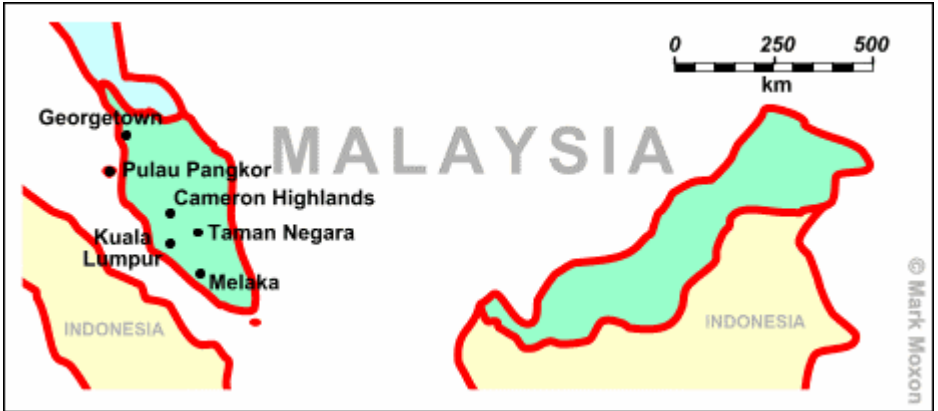 0 250 500
km
MALAYSIA
Georgetown
Pulau Pangkor
Cameron Highlands
Kuala
Lumpur
Taman Negara
Melaka
INDONESIA
INDONESIA
© Mark Moxon